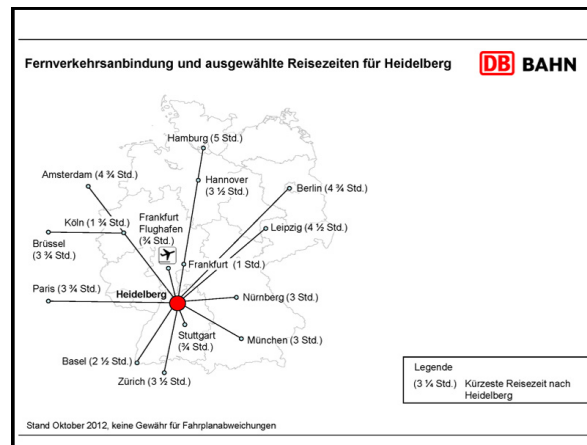 Fernverkehrsanbindung und ausgewählte Reisezeiten für Heidelberg
DB BAHN
Hamburg (5 Std.)
Amsterdam (4 ¾ Std.)
Hannover
(3 ½ Std.)
Berlin (4 ¾ Std.)
Köln (1 ¾ Std.)
Frankfurt
Flughafen
(¾ Std.)
Leipzig (4 ½ Std.)
Brüssel
(3 ¾ Std.)
Frankfurt (1 Std.)
Paris (3 ¾ Std.)
Heidelberg
Nürnberg (3 Std.)
Stuttgart
(¾ Std.)
München (3 Std.)
Basel (2 ½ Std.)
Zürich (3 ½ Std.)
Legende
(3 ¼ Std.) Kürzeste Reisezeit nach
Heidelberg
Stand Oktober 2012, keine Gewähr für Fahrplanabweichungen